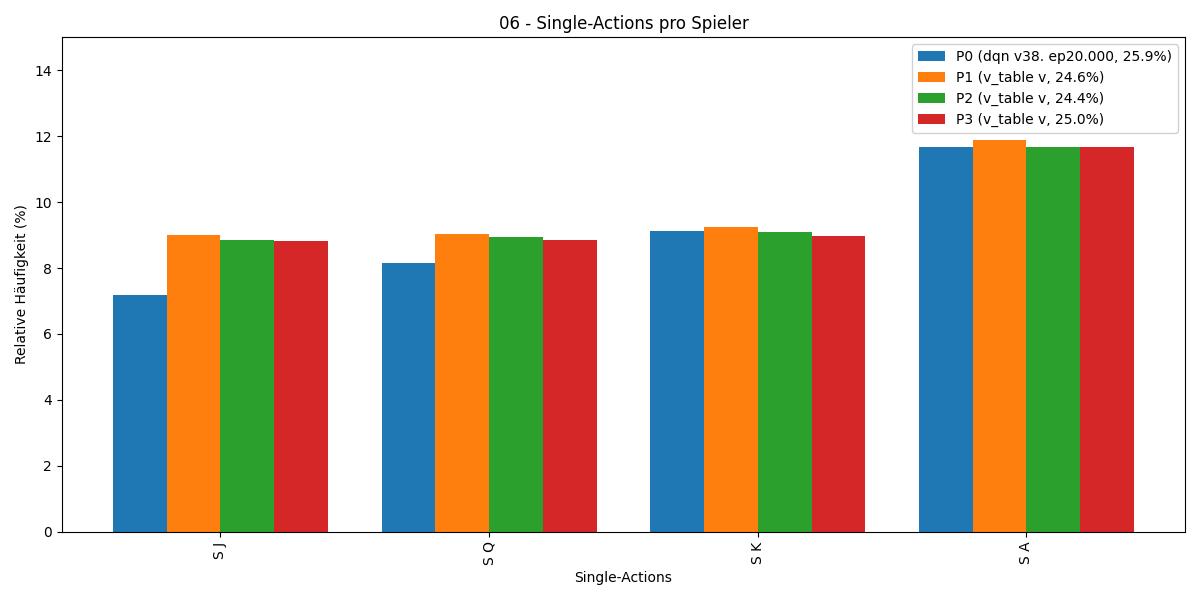 06 - Single-Actions pro Spieler
P0 (dqn v38. ep20.000, 25.9%)
P1 (v_table v, 24.6%)
P2 (v_table v, 24.4%)
P3 (v_table v, 25.0%)
Relative Häufigkeit (%)
14
12
10
8
6
4
2
0
S J
S Q
S K
S A
Single-Actions